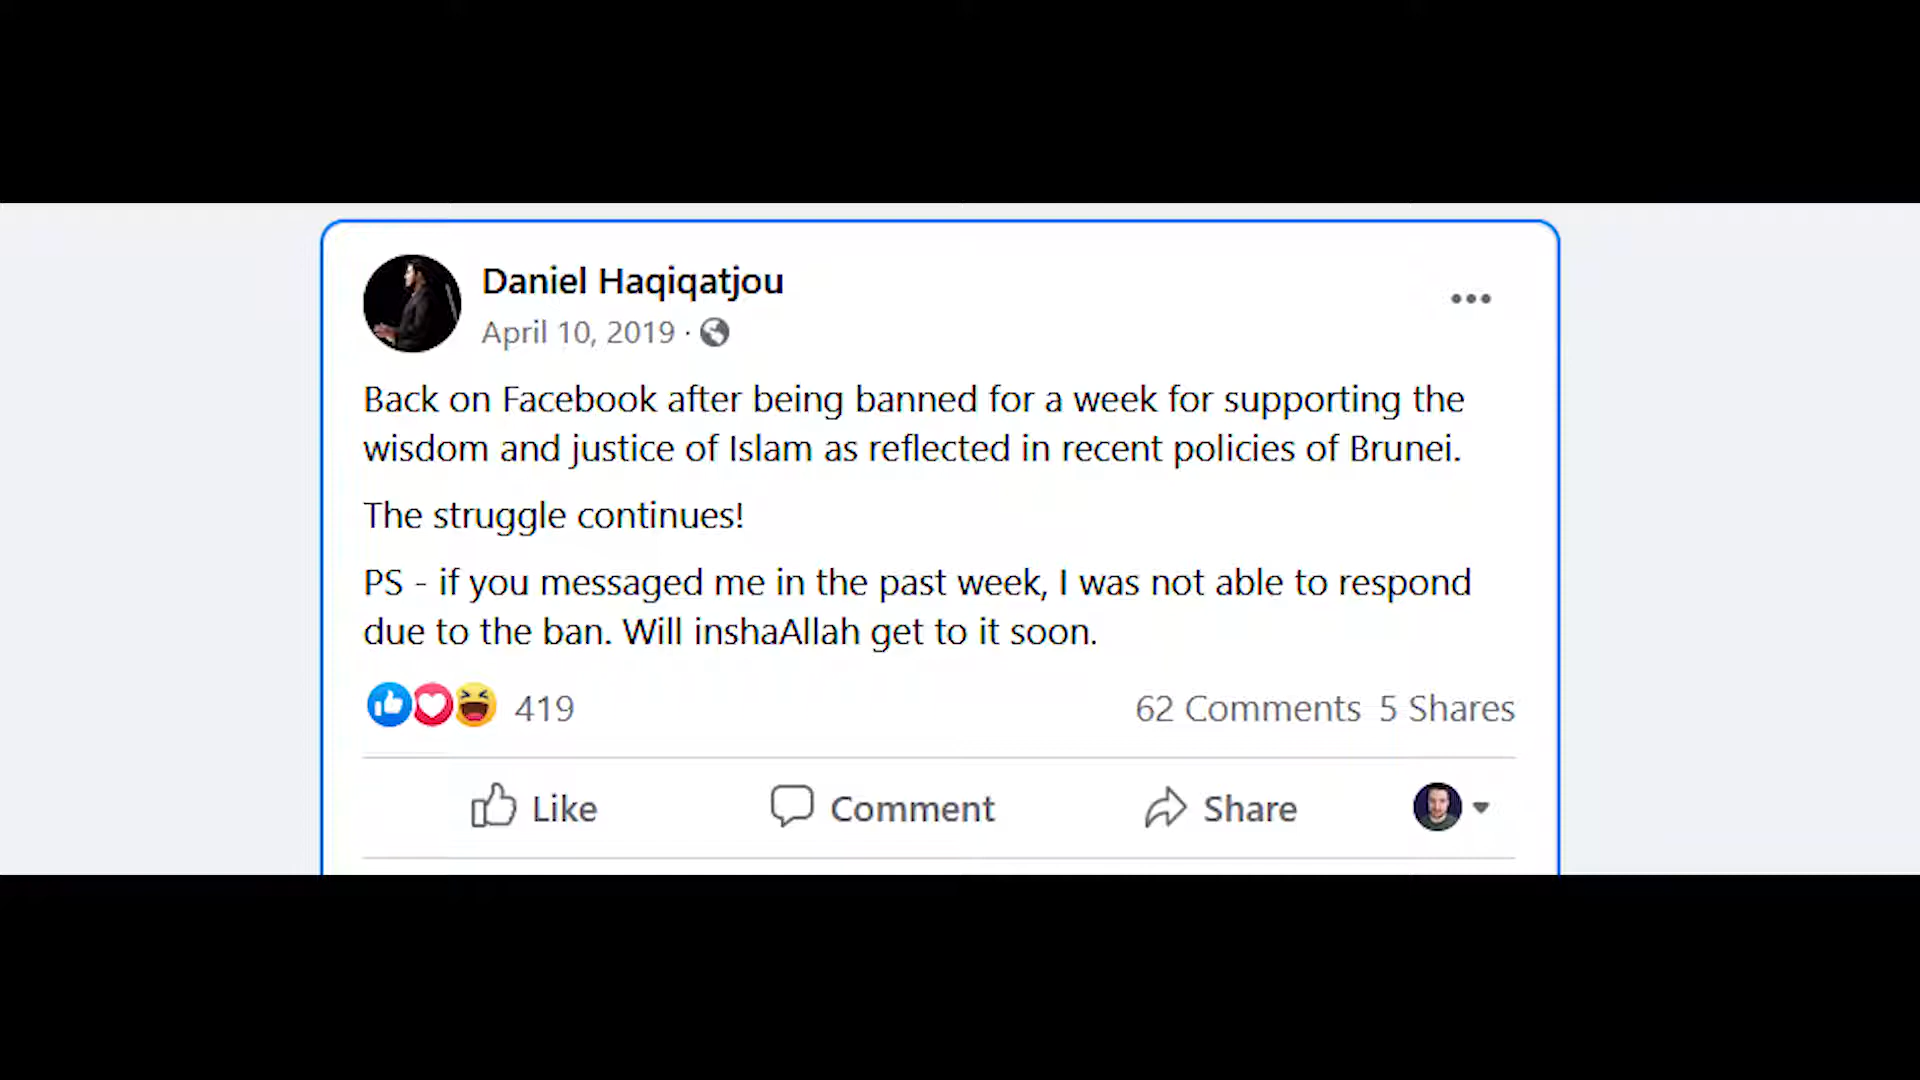 Daniel Haqiqatjou
April 10, 2019 ·
Back on Facebook after being banned for a week for supporting the
wisdom and justice of Islam as reflected in recent policies of Brunei.
The struggle continues!
PS - if you messaged me in the past week, I was not able to respond
due to the ban. Will inshaAllah get to it soon.
419 62 Comments 5 Shares
Like Comment Share